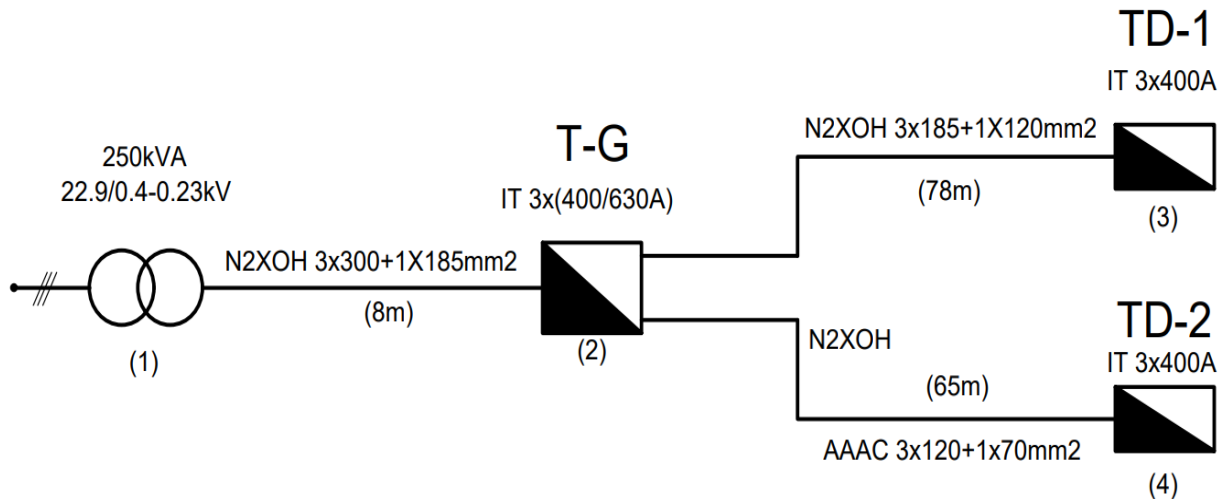 250kVA
22.9/0.4-0.23kV
(1)
N2XOH 3x300+1X185mm2
(8m)
T-G
IT 3x(400/630A)
(2)
N2XOH 3x185+1X120mm2
(78m)
TD-1
IT 3x400A
(3)
N2XOH
(65m)
AAAC 3x120+1x70mm2
TD-2
IT 3x400A
(4)